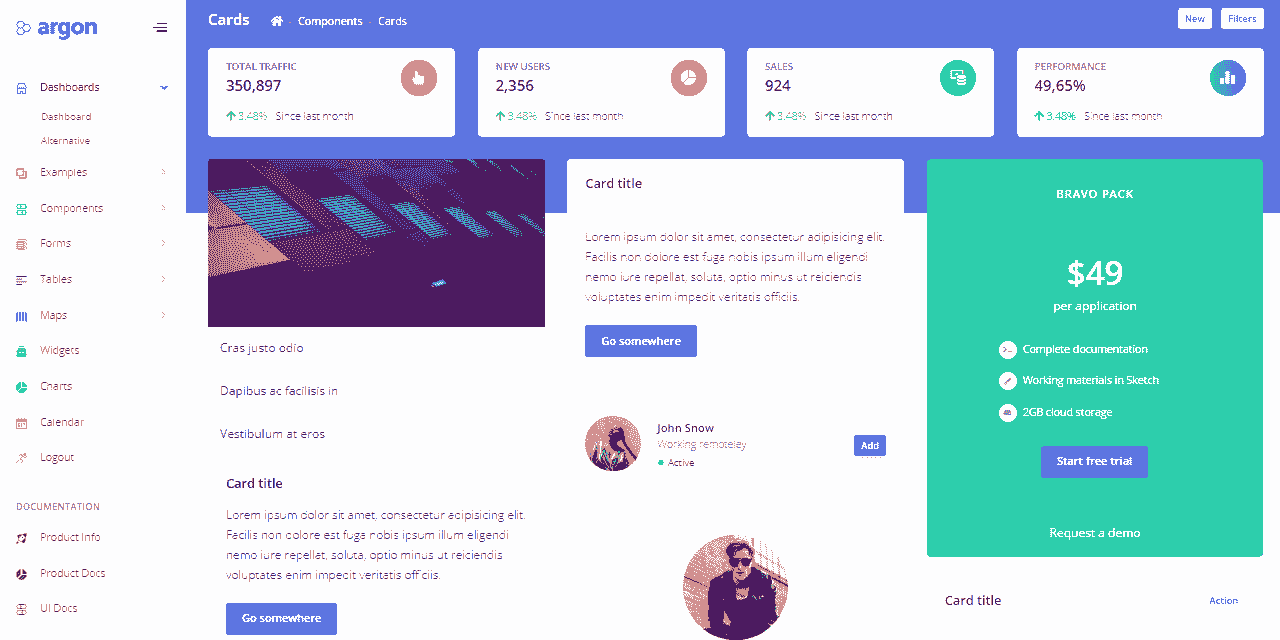 argon
Dashboards
Dashboard
Alternative
Examples
Components
Forms
Tables
Maps
Widgets
Charts
Calendar
Logout
DOCUMENTATION
Product Info
Product Docs
UI Docs
Cards
- Components - Cards
New
Filters
TOTAL TRAFFIC
350,897
3.48% Since last month
NEW USERS
2,356
3.48% Since last month
SALES
924
3.48% Since last month
PERFORMANCE
49,65%
3.48% Since last month
Cras justo odio
Dapibus ac facilisis in
Vestibulum at eros
Card title
Lorem ipsum dolor sit amet, consectetur adipisicing elit.
Facilis non dolore est fuga nobis ipsum illum eligendi
nemo iure repellat, soluta, optio minus ut reiciendis
voluptates enim impedit veritatis officiis.
Go somewhere
Card title
Lorem ipsum dolor sit amet, consectetur adipisicing elit.
Facilis non dolore est fuga nobis ipsum illum eligendi
nemo iure repellat, soluta, optio minus ut reiciendis
voluptates enim impedit veritatis officiis.
Go somewhere
John Snow
Working remoteley
Active
Add
BRAVO PACK
$49
per application
Complete documentation
Working materials in Sketch
2GB cloud storage
Start free trial
Request a demo
Card title
Action